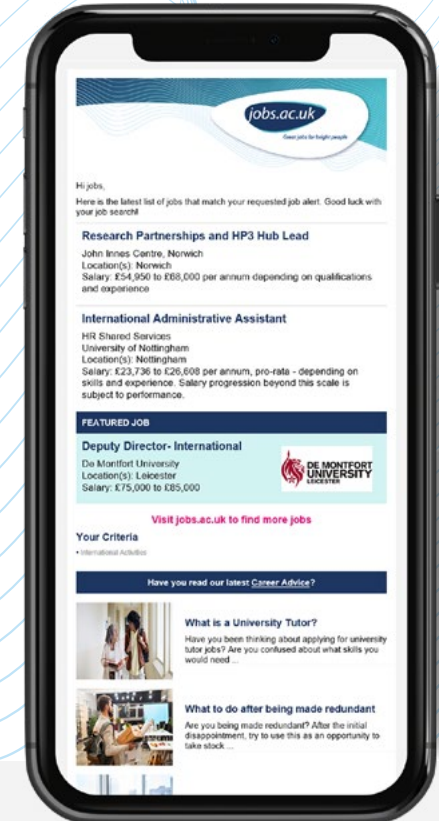 jobs.ac.uk
Great jobs for bright people
Hi jobs,
Here is the latest list of jobs that match your requested job alert. Good luck with
your job search!
Research Partnerships and HP3 Hub Lead
John Innes Centre, Norwich
Location(s): Norwich
Salary: £54,950 to £68,000 per annum depending on qualifications
and experience
International Administrative Assistant
HR Shared Services
University of Nottingham
Location(s): Nottingham
Salary: £23,736 to £26,608 per annum, pro-rata - depending on
skills and experience. Salary progression beyond this scale is
subject to performance.
FEATURED JOB
Deputy Director- International
De Montfort University
Location(s): Leicester
Salary: £75,000 to £85,000
DE MONTFORT
UNIVERSITY
LEICESTER
Visit jobs.ac.uk to find more jobs
Your Criteria
• International Activities
Have you read our latest Career Advice?
What is a University Tutor?
Have you been thinking about applying for university
tutor jobs? Are you confused about what skills you
would need ...
What to do after being made redundant
Are you being made redundant? After the initial
disappointment, try to use this as an opportunity to
take stock ...